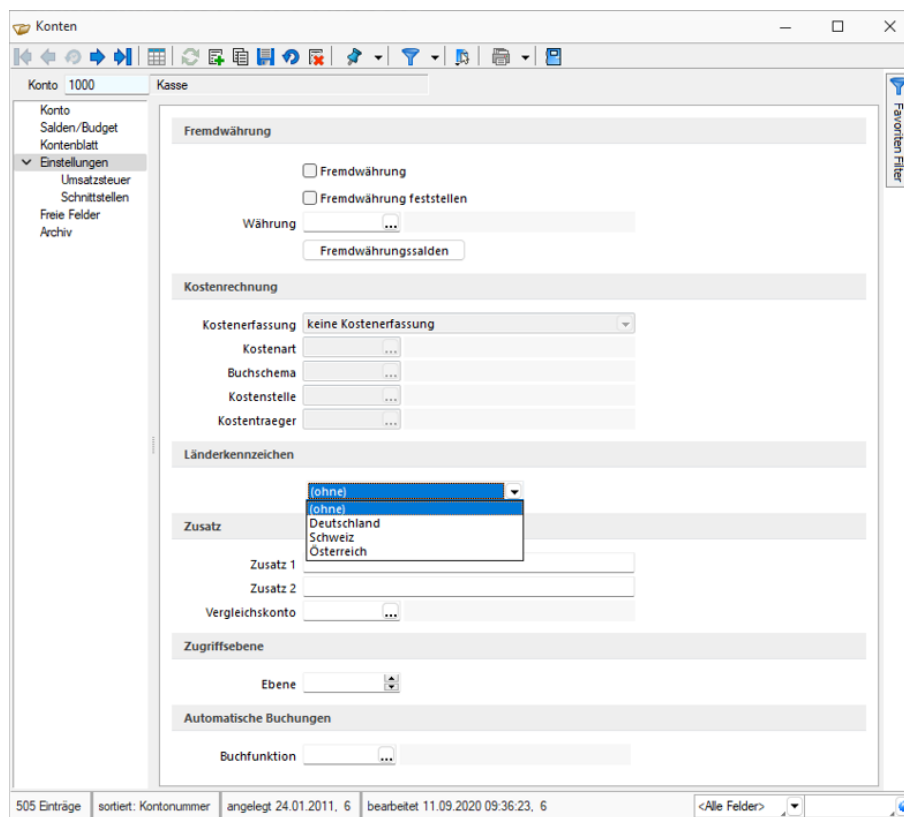 Konten
Konto 1000 Kasse
Konto
Salden/Budget
Kontenblatt
Einstellungen
Umsatzsteuer
Schnittstellen
Freie Felder
Archiv
Fremdwährung
Fremdwährung
Fremdwährung feststellen
Währung ...
Fremdwährungssalden
Kostenrechnung
Kostenerfassung keine Kostenerfassung
Kostenart ...
Buchschema ...
Kostenstelle ...
Kostentraeger ...
Länderkennzeichen
(ohne)
(ohne)
Deutschland
Schweiz
Österreich
Zusatz
Zusatz 1
Zusatz 2
Vergleichskonto ...
Zugriffsebene
Ebene
Automatische Buchungen
Buchfunktion ...
Favoriten Filter
505 Einträge sortiert: Kontonummer angelegt 24.01.2011, 6 bearbeitet 11.09.2020 09:36:23, 6 <Alle Felder>